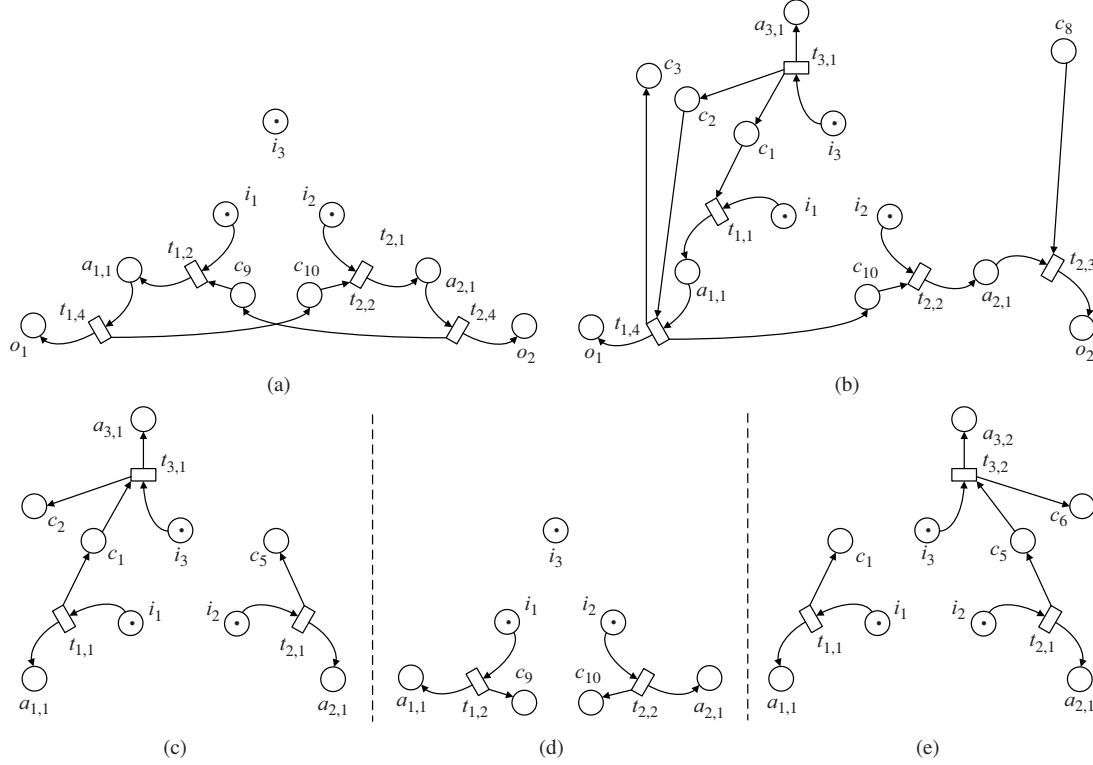 a3,1
c8
t3,1
c3
c2
i3
c1
i3
i1
i2
i1
i2
t1,1
t1,2
t2,1
a1,1
c9
c10
a2,1
c10
t2,3
t2,2
a1,1
t2,2
a2,1
t1,4
t2,4
t1,4
o1
o2
o1
o2
(a)
(b)
a3,1
t3,1
c2
i3
c1
c5
i1
i2
t1,1
t2,1
a1,1
a2,1
(c)
i3
i1
i2
c9
c10
a1,1
t1,2
t2,2
a2,1
(d)
a3,2
t3,2
c6
i3
c1
c5
i1
i2
t1,1
t2,1
a1,1
a2,1
(e)